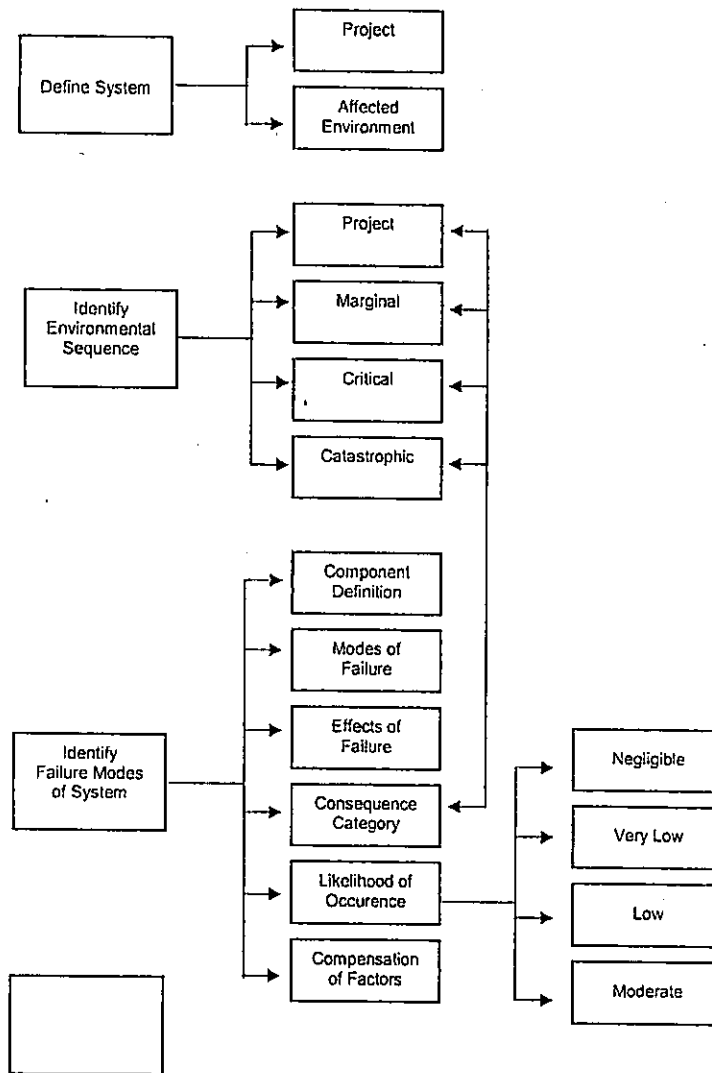 Define System
Project
Affected
Environment
Identify
Environmental
Sequence
Project
Marginal
Critical
Catastrophic
Identify
Failure Modes
of System
Component
Definition
Modes of
Failure
Effects of
Failure
Consequence
Category
Likelihood of
Occurence
Compensation
of Factors
Negligible
Very Low
Low
Moderate